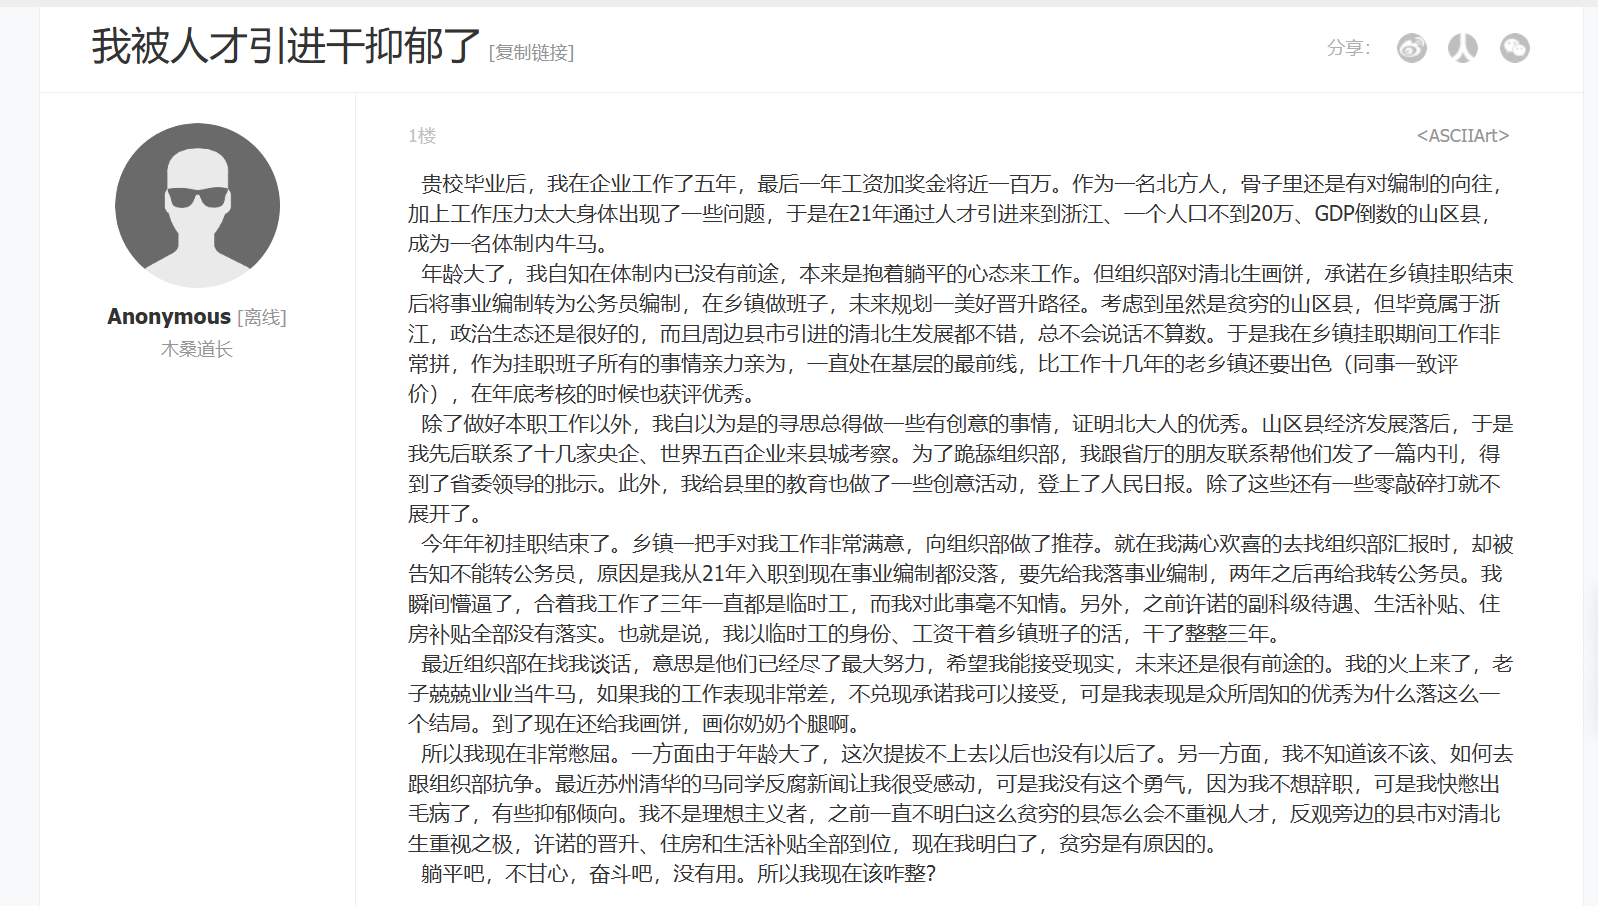 我被人才引进干抑郁了 [复制链接]
分享:
1楼
<ASCIIArt>
Anonymous [离线]
木桑道长
贵校毕业后，我在企业工作了五年，最后一年工资加奖金将近一百万。作为一名北方人，骨子里还是有对编制的向往，
加上工作压力太大身体出现了一些问题，于是在21年通过人才引进来到浙江、一个人口不到20万、GDP倒数的山区县，
成为一名体制内牛马。
年龄大了，我自知在体制内已没有前途，本来是抱着躺平的心态来工作。但组织部对清北生画饼，承诺在乡镇挂职结束
后将事业编制转为公务员编制，在乡镇做班子，未来规划一美好晋升路径。考虑到虽然是贫穷的山区县，但毕竟属于浙
江，政治生态还是很好的，而且周边县市引进的清北生发展都不错，总不会说话不算数。于是我在乡镇挂职期间工作非
常拼，作为挂职班子所有的事情亲力亲为，一直处在基层的最前线，比工作十几年的老乡镇还要出色（同事一致评
价），在年底考核的时候也获评优秀。
除了做好本职工作以外，我自以为是的寻思总得做一些有创意的事情，证明北大人的优秀。山区县经济发展落后，于是
我先后联系了十几家央企、世界五百企业来县城考察。为了跪舔组织部，我跟省厅的朋友联系帮他们发了一篇内刊，得
到了省委领导的批示。此外，我给县里的教育也做了一些创意活动，登上了人民日报。除了这些还有一些零敲碎打就不
展开了。
今年年初挂职结束了。乡镇一把手对我工作非常满意，向组织部做了推荐。就在我满心欢喜的去找组织部汇报时，却被
告知不能转公务员，原因是我从21年入职到现在事业编制都没落，要先给我落事业编制，两年之后再给我转公务员。我
瞬间懵逼了，合着我工作了三年一直都是临时工，而我对此事毫不知情。另外，之前许诺的副科级待遇、生活补贴、住
房补贴全部没有落实。也就是说，我以临时工的身份、工资干着乡镇班子的活，干了整整三年。
最近组织部在找我谈话，意思是他们已经尽了最大努力，希望我能接受现实，未来还是很有前途的。我的火上来了，老
子兢兢业业当牛马，如果我的工作表现非常差，不兑现承诺我可以接受，可是我表现是众所周知的优秀为什么落这么一
个结局。到了现在还给我画饼，画你奶奶个腿啊。
所以我现在非常憋屈。一方面由于年龄大了，这次提拔不上去以后也没有以后了。另一方面，我不知道该不该、如何去
跟组织部抗争。最近苏州清华的马同学反腐新闻让我很受感动，可是我没有这个勇气，因为我不想辞职，可是我快憋出
毛病了，有些抑郁倾向。我不是理想主义者，之前一直不明白这么贫穷的县怎么会不重视人才，反观旁边的县市对清北
生重视之极，许诺的晋升、住房和生活补贴全部到位，现在我明白了，贫穷是有原因的。
躺平吧，不甘心，奋斗吧，没有用。所以我现在该咋整?